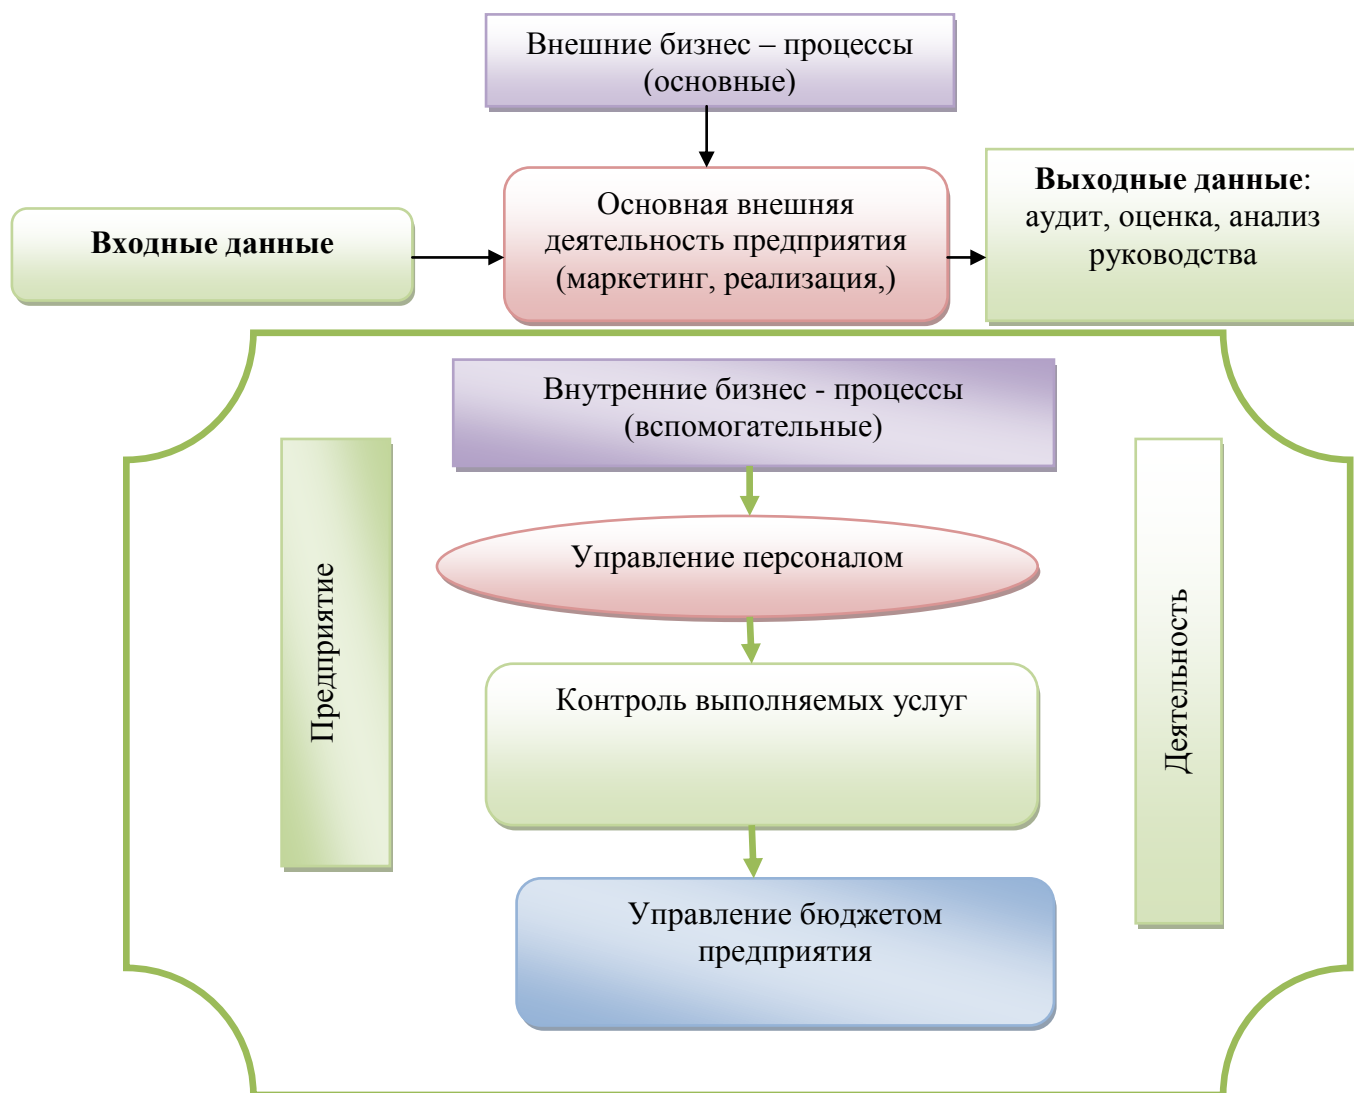 Внешние бизнес – процессы
(основные)
Входные данные
Основная внешняя
деятельность предприятия
(маркетинг, реализация,)
Выходные данные:
аудит, оценка, анализ
руководства
Внутренние бизнес - процессы
(вспомогательные)
Предприятие
Управление персоналом
Контроль выполняемых услуг
Управление бюджетом
предприятия
Деятельность